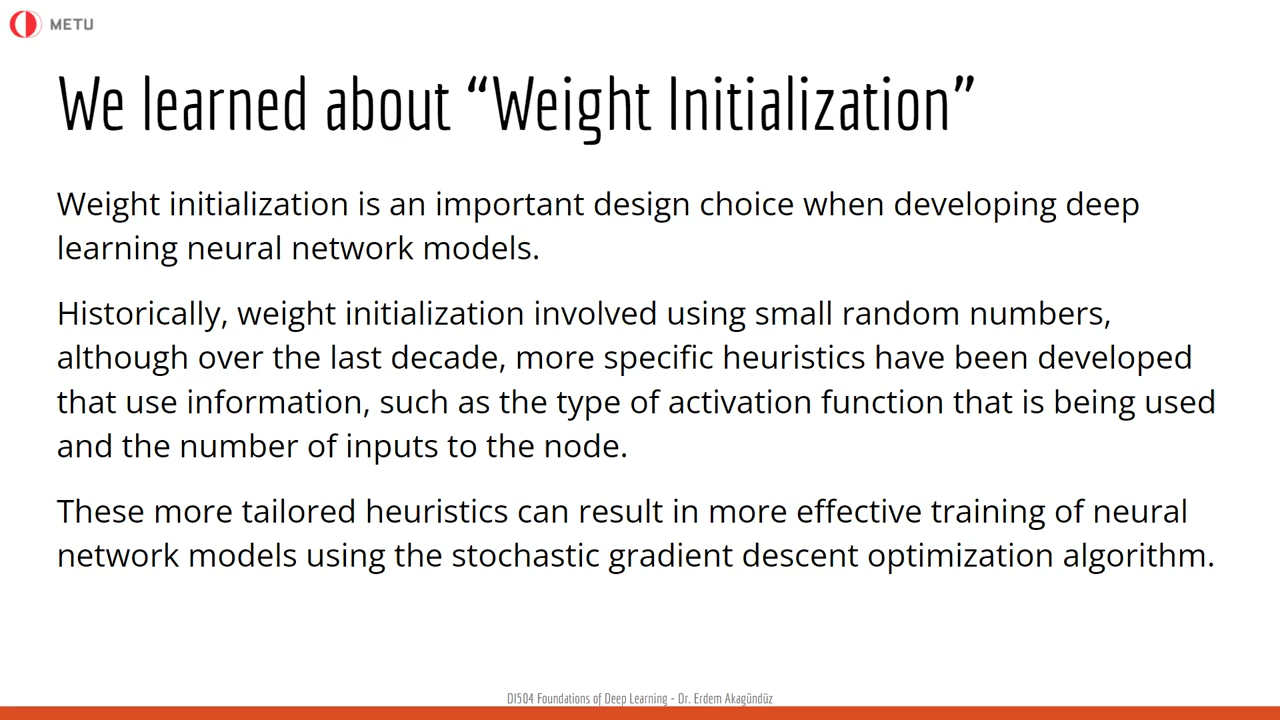 METU
We learned about “Weight Initialization”
Weight initialization is an important design choice when developing deep
learning neural network models.
Historically, weight initialization involved using small random numbers,
although over the last decade, more specific heuristics have been developed
that use information, such as the type of activation function that is being used
and the number of inputs to the node.
These more tailored heuristics can result in more effective training of neural
network models using the stochastic gradient descent optimization algorithm.
DI504 Foundations of Deep Learning - Dr. Erdem Akagündüz